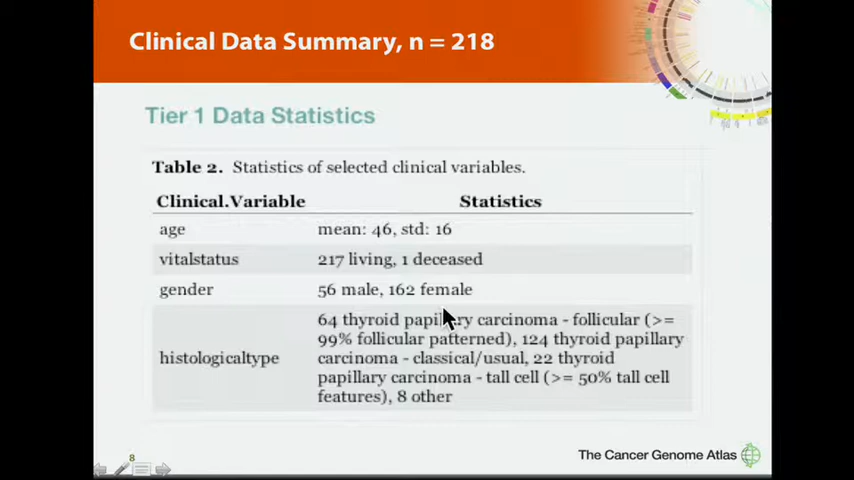 Clinical Data Summary, n = 218
Tier 1 Data Statistics
Table 2. Statistics of selected clinical variables.
Clinical.Variable Statistics
age mean: 46, std: 16
vitalstatus 217 living, 1 deceased
gender 56 male, 162 female
64 thyroid papillary carcinoma - follicular (>=
99% follicular patterned), 124 thyroid papillary
histologicaltype carcinoma - classical/usual, 22 thyroid
papillary carcinoma - tall cell (>= 50% tall cell
features), 8 other
8
The Cancer Genome Atlas